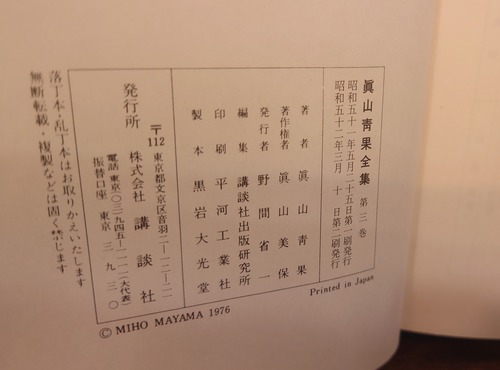 眞山青果全集 第三巻
昭和五十一年五月二十五日第一刷発行
昭和五十二年三月 十日第二刷発行
著者 眞山青果
著作権者 眞山美保
発行者 野間省一
編集 講談社出版研究所
印刷 平河工業社
製本 黒岩大光堂
発行所 株式会社 講談社
〒112 東京都文京区音羽二―一二―二一
電話 東京〇三―九四五―一一一一(大代表)
振替口座 東京 三九三〇
落丁本・乱丁本はお取りかえいたします
無断転載・複製などは固く禁じます
Printed in Japan
© MIHO MAYAMA 1976